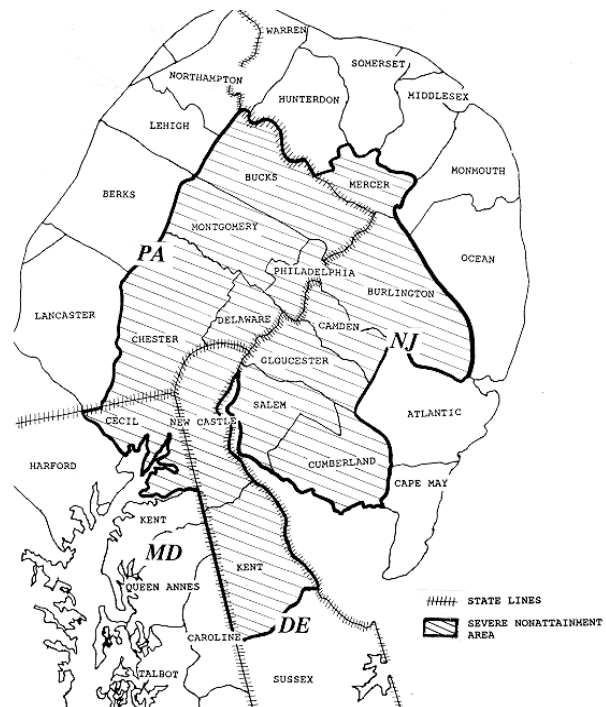 WARREN
SOMERSET
NORTHAMPTON
MIDDLESEX
HUNTERDON
LEHIGH
MONMOUTH
BUCKS
MERCER
BERKS
MONTGOMERY
PA
OCEAN
PHILADELPHIA
BURLINGTON
LANCASTER
DELAWARE
CAMDEN
CHESTER
NJ
GLOUCESTER
SALEM
ATLANTIC
CECIL
NEW CASTLE
HARFORD
CUMBERLAND
CAPE MAY
KENT
MD
KENT
QUEEN ANNES
STATE LINES
DE
SEVERE NONATTAINMENT
AREA
CAROLINE
TALBOT
SUSSEX